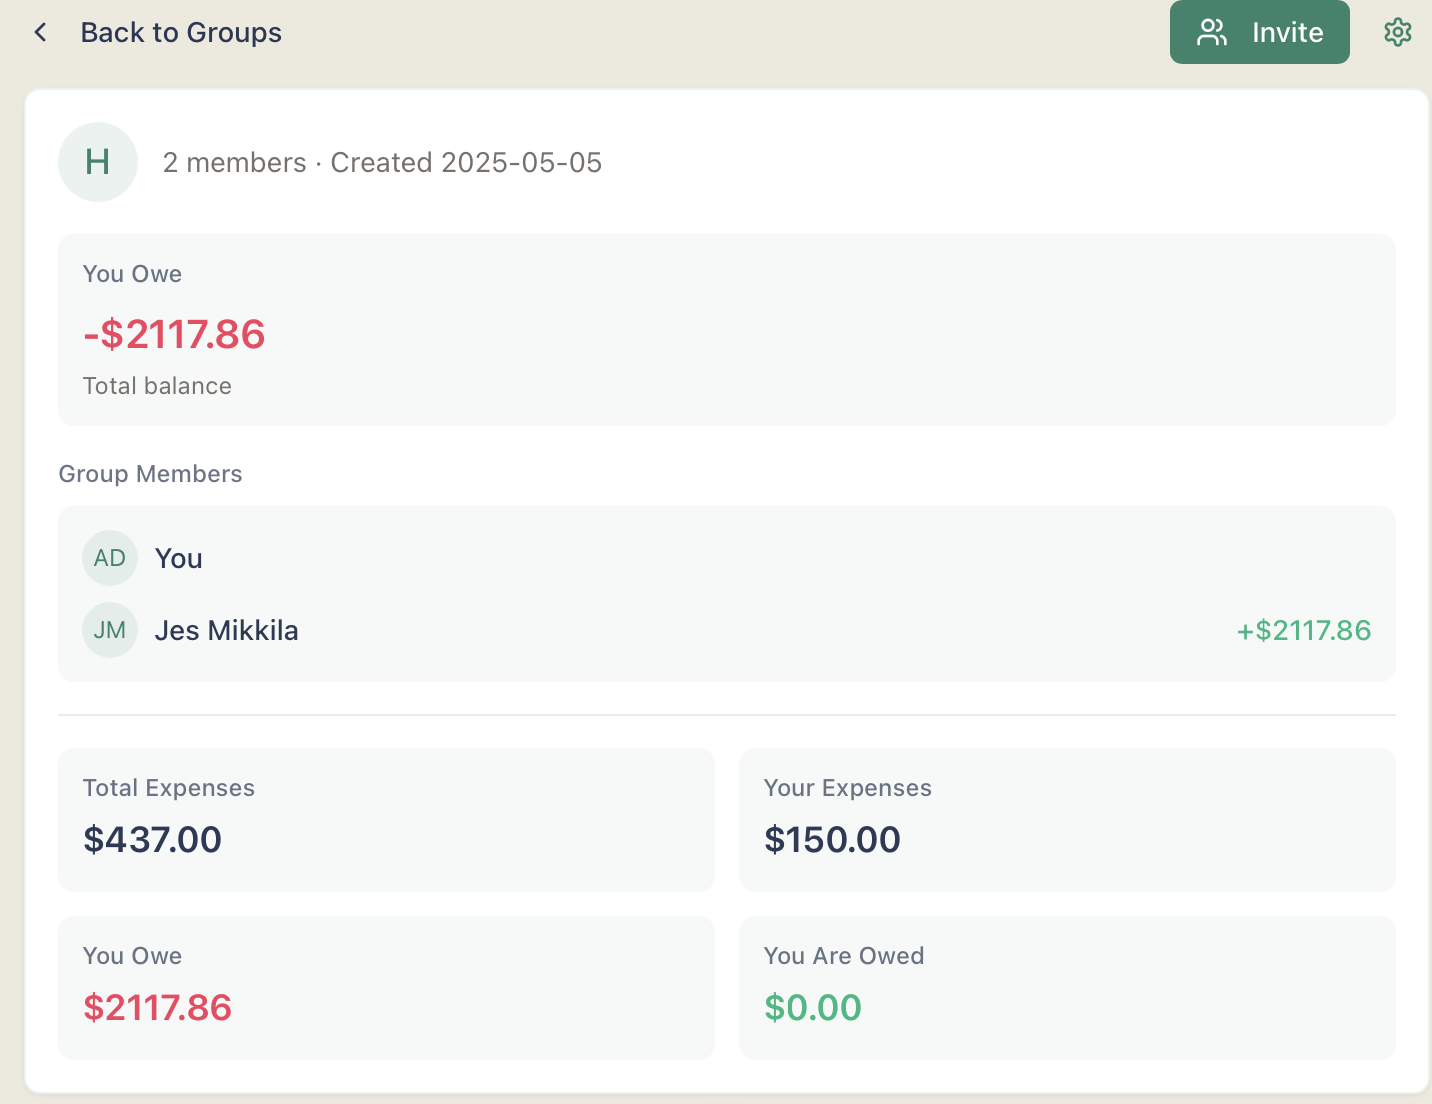 Back to Groups
Invite
H
2 members · Created 2025-05-05
You Owe
-$2117.86
Total balance
Group Members
AD You
JM Jes Mikkila +$2117.86
Total Expenses
$437.00
Your Expenses
$150.00
You Owe
$2117.86
You Are Owed
$0.00